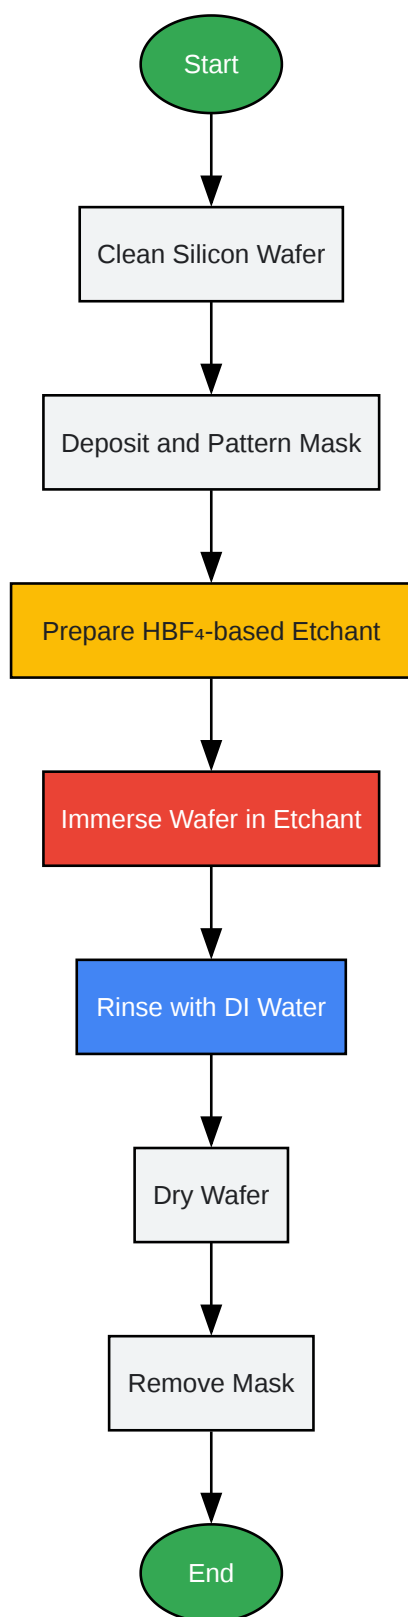 Start
Clean Silicon Wafer
Deposit and Pattern Mask
Prepare HBF₄-based Etchant
Immerse Wafer in Etchant
Rinse with DI Water
Dry Wafer
Remove Mask
End